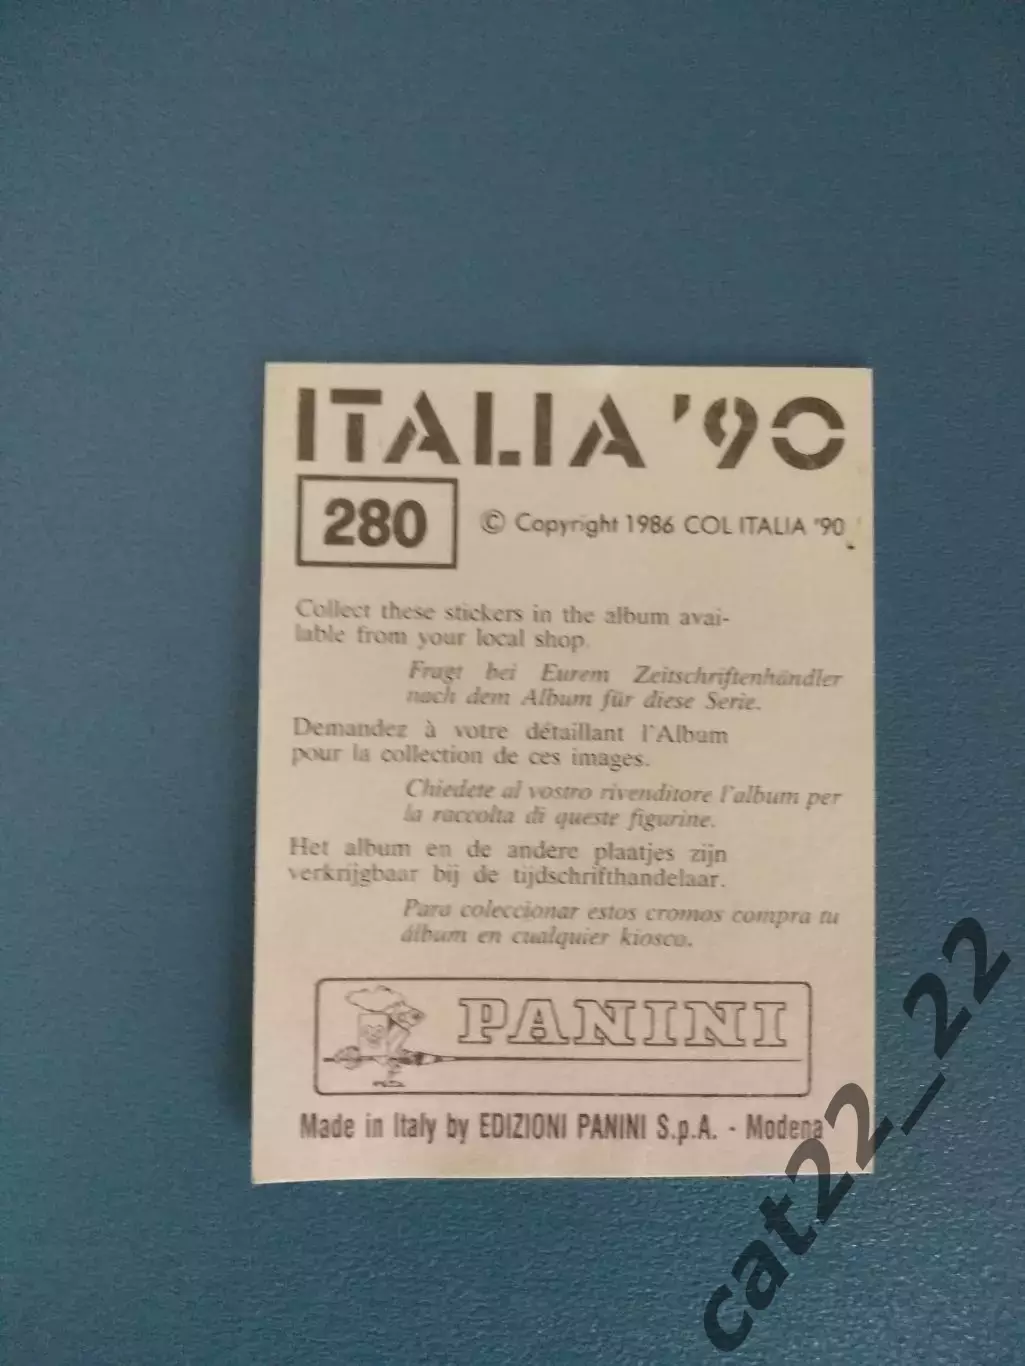 ITALIA '90
280
© Copyright 1986 COL ITALIA '90
Collect these stickers in the album avai-
lable from your local shop.
Fragt bei Eurem Zeitschriftenhändler
nach dem Album für diese Serie.
Demandez à votre détaillant l'Album
pour la collection de ces images.
Chiedete al vostro rivenditore l'album per
la raccolta di queste figurine.
Het album en de andere plaatjes zijn
verkrijgbaar bij de tijdschrifthandelaar.
Para coleccionar estos cromos compra tu
álbum en cualquier kiosco.
PANINI
Made in Italy by EDIZIONI PANINI S.p.A. - Modena
cat22_22